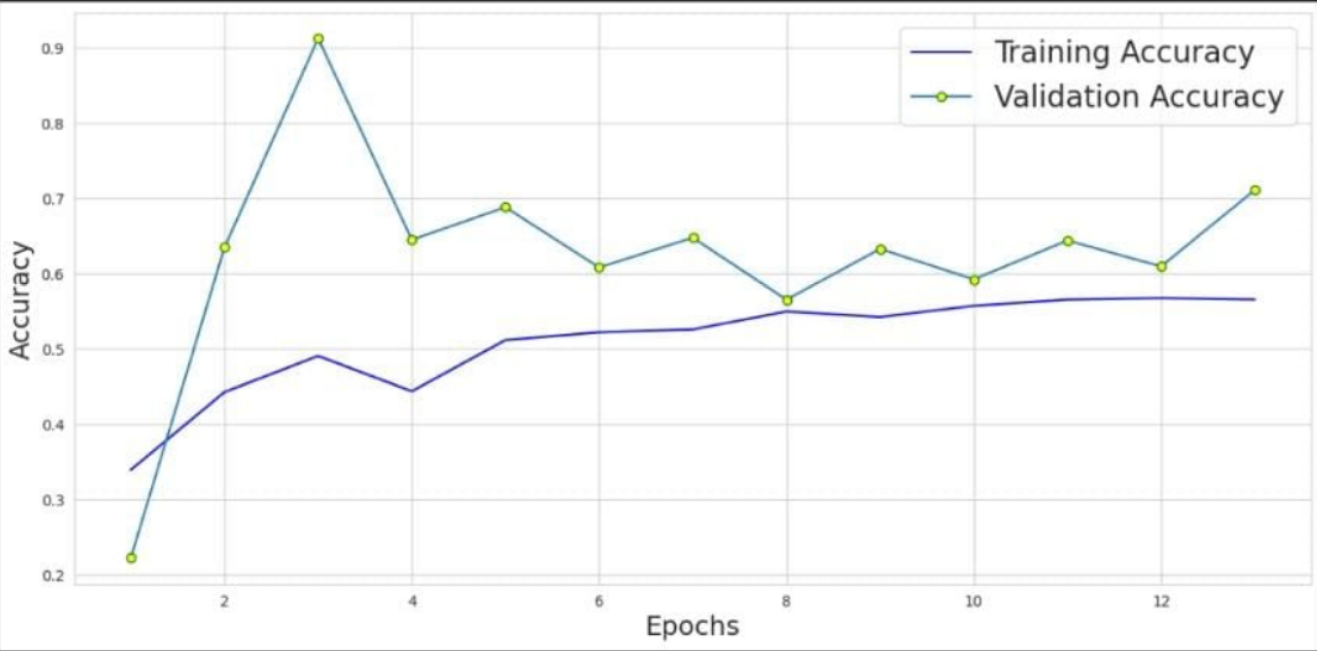 Training Accuracy
Validation Accuracy
Accuracy
0.9
0.8
0.7
0.6
0.5
0.4
0.3
0.2
2 4 6 8 10 12
Epochs